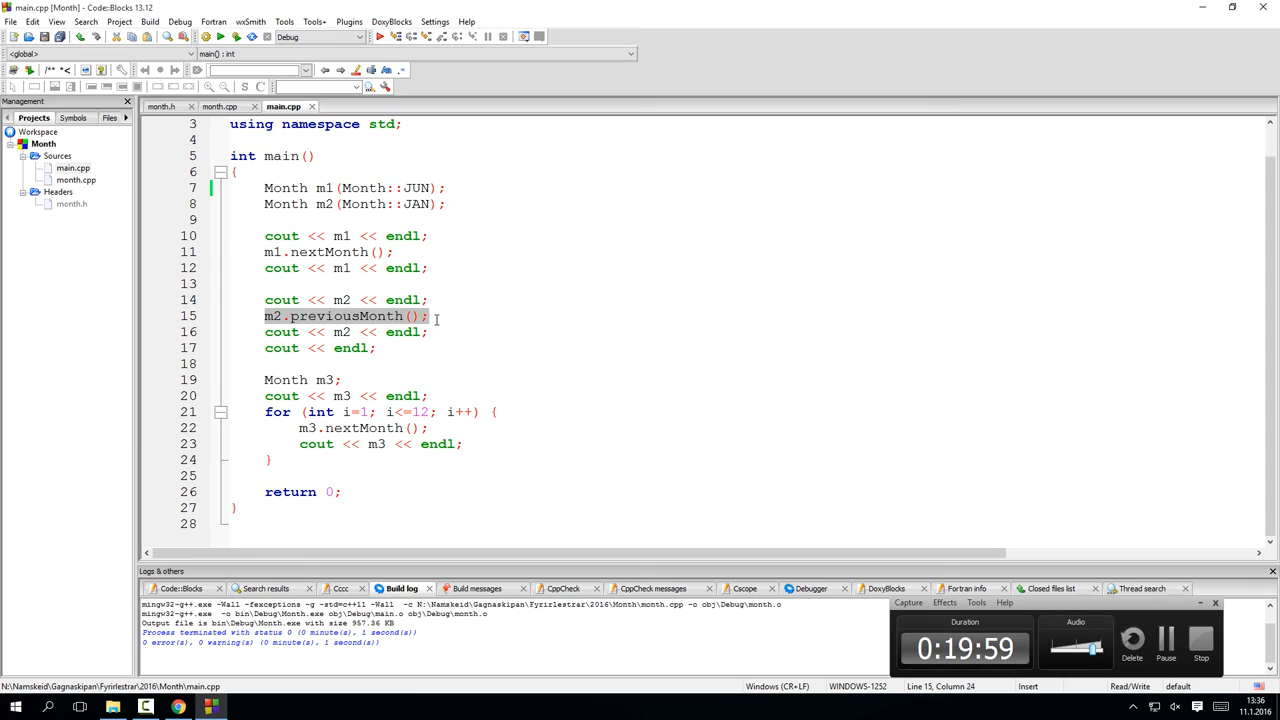 main.cpp [Month] - Code::Blocks 13.12
File Edit View Search Project Build Debug Fortran wxSmith Tools Tools+ Plugins DoxyBlocks Settings Help
Debug
<global> main() : int
/** *<
S C
Management
Projects Symbols Files
Workspace
Month
Sources
main.cpp
month.cpp
Headers
month.h
month.h month.cpp main.cpp
3 using namespace std;
4
5 int main()
6 {
7 Month m1(Month::JUN);
8 Month m2(Month::JAN);
9
10 cout << m1 << endl;
11 m1.nextMonth();
12 cout << m1 << endl;
13
14 cout << m2 << endl;
15 m2.previousMonth();
16 cout << m2 << endl;
17 cout << endl;
18
19 Month m3;
20 cout << m3 << endl;
21 for (int i=1; i<=12; i++) {
22 m3.nextMonth();
23 cout << m3 << endl;
24 }
25
26 return 0;
27 }
28
Logs & others
Code::Blocks Search results Cccc Build log Build messages CppCheck CppCheck messages Cscope Debugger DoxyBlocks Fortran info Closed files list Thread search
mingw32-g++.exe -Wall -fexceptions -g -std=c++11 -Wall -c N:\Namskeid\Gagnaskipan\Fyrirlestrar\2016\Month\month.cpp -o obj\Debug\month.o
mingw32-g++.exe -o bin\Debug\Month.exe obj\Debug\main.o obj\Debug\month.o
Output file is bin\Debug\Month.exe with size 957.36 KB
Process terminated with status 0 (0 minute(s), 1 second(s))
0 error(s), 0 warning(s) (0 minute(s), 1 second(s))
Capture Effects Tools Help
Duration
0:19:59
Audio
Delete Pause Stop
N:\Namskeid\Gagnaskipan\Fyrirlestrar\2016\Month\main.cpp Windows (CR+LF) WINDOWS-1252 Line 15, Column 24 Insert Read/Write default
13:36
11.1.2016